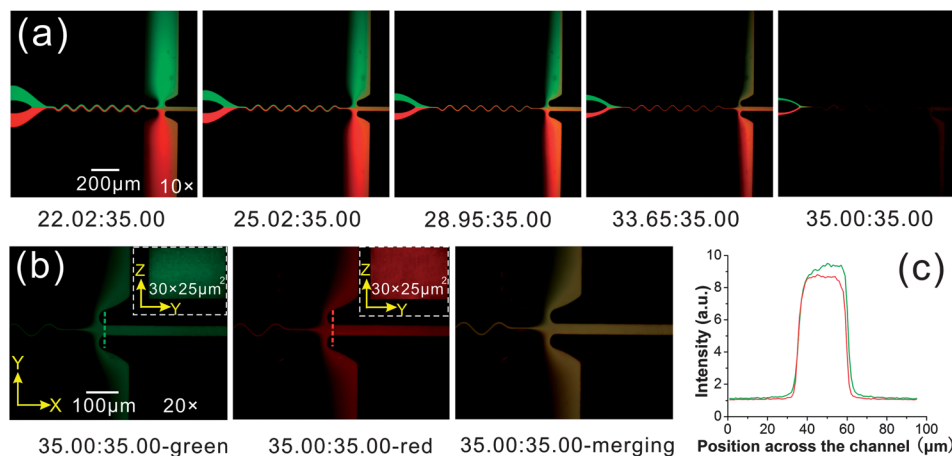 (a)
200μm
10×
22.02:35.00
25.02:35.00
28.95:35.00
33.65:35.00
35.00:35.00
(b)
Z
30×25μm²
Y
Y
X
100μm
20×
35.00:35.00-green
Z
30×25μm²
Y
35.00:35.00-red
35.00:35.00-merging
(c)
Intensity (a.u.)
10
8
6
4
2
0
0 20 40 60 80 100
Position across the channel (μm)